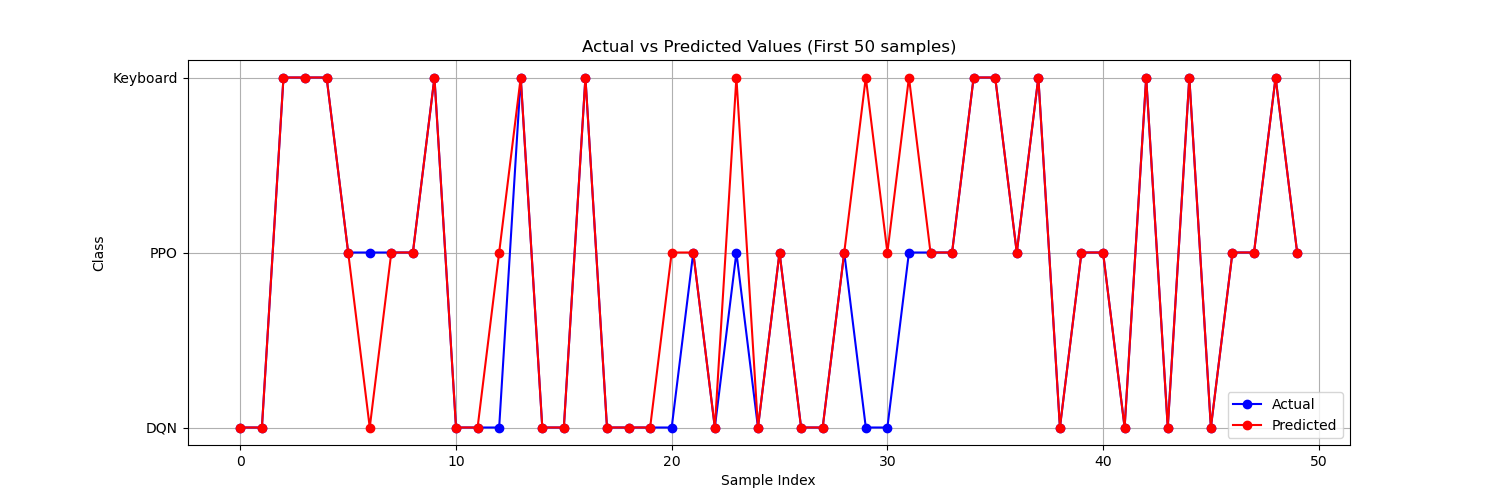 Actual vs Predicted Values (First 50 samples)
Keyboard
PPO
DQN
Class
0 10 20 30 40 50
Sample Index
Actual
Predicted